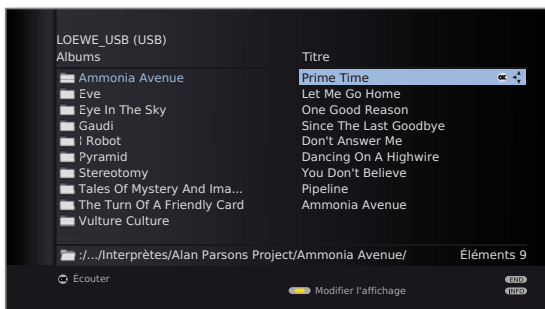 LOEWE_USB (USB)
Albums Titre
Ammonia Avenue Prime Time OK
Eve Let Me Go Home
Eye In The Sky One Good Reason
Gaudi Since The Last Goodbye
I Robot Don't Answer Me
Pyramid Dancing On A Highwire
Stereotomy You Don't Believe
Tales Of Mystery And Ima... Pipeline
The Turn Of A Friendly Card Ammonia Avenue
Vulture Culture
:/.../Interprètes/Alan Parsons Project/Ammonia Avenue/ Éléments 9
OK Écouter END
Modifier l'affichage INFO